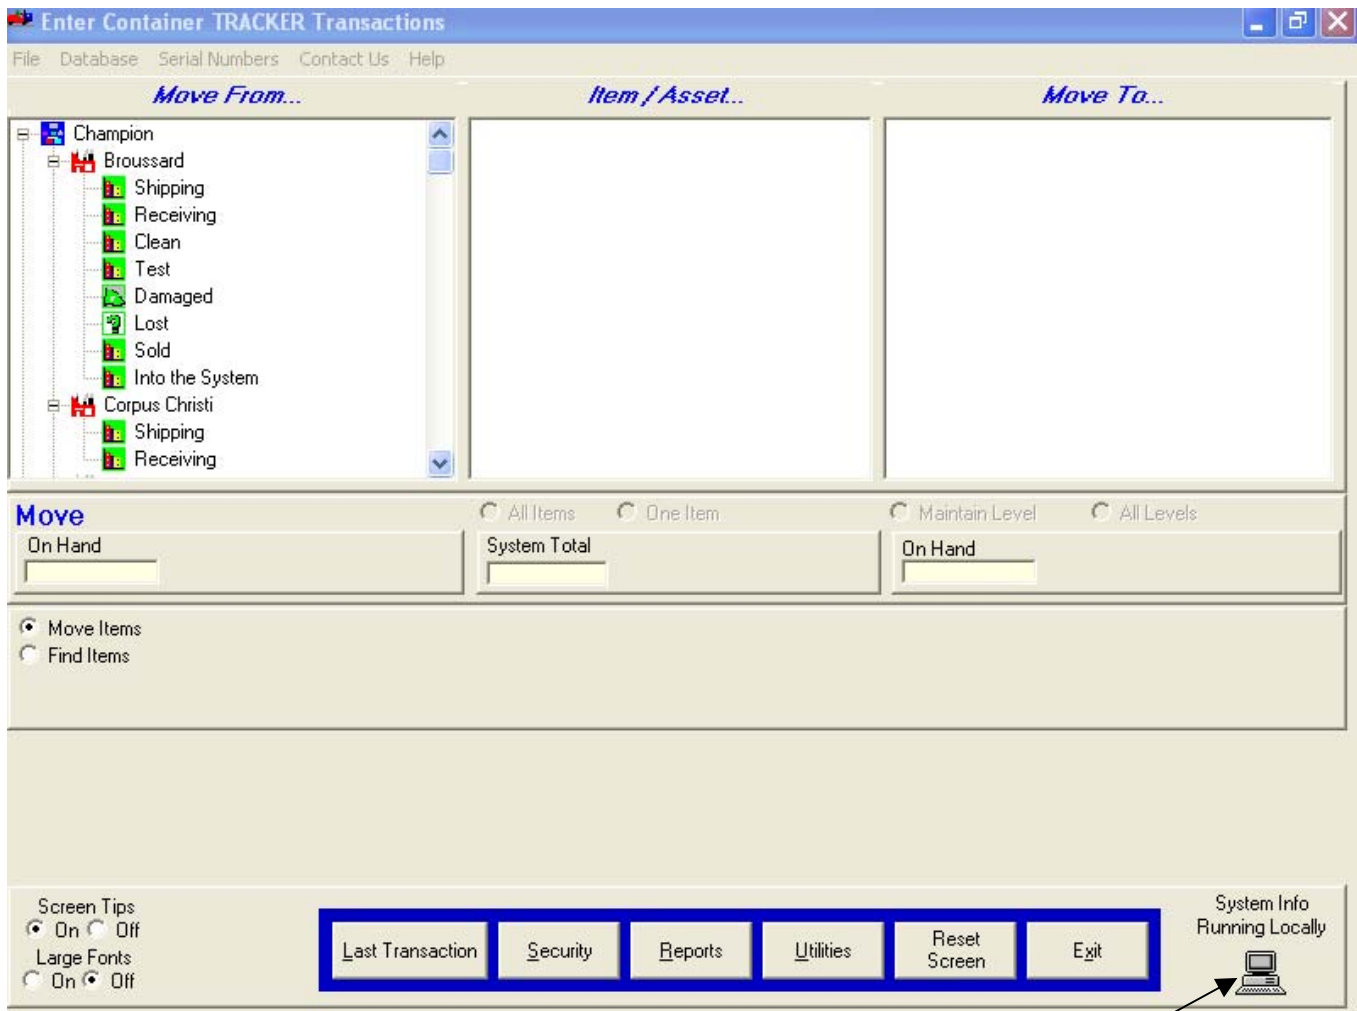 Enter Container TRACKER Transactions
File Database Serial Numbers Contact Us Help
Move From... Item / Asset... Move To...
Champion
Broussard
Shipping
Receiving
Clean
Test
Damaged
Lost
Sold
Into the System
Corpus Christi
Shipping
Receiving
Move All Items One Item Maintain Level All Levels
On Hand System Total On Hand
Move Items
Find Items
Screen Tips
On Off
Large Fonts
On Off
Last Transaction Security Reports Utilities Reset Screen Exit
System Info
Running Locally